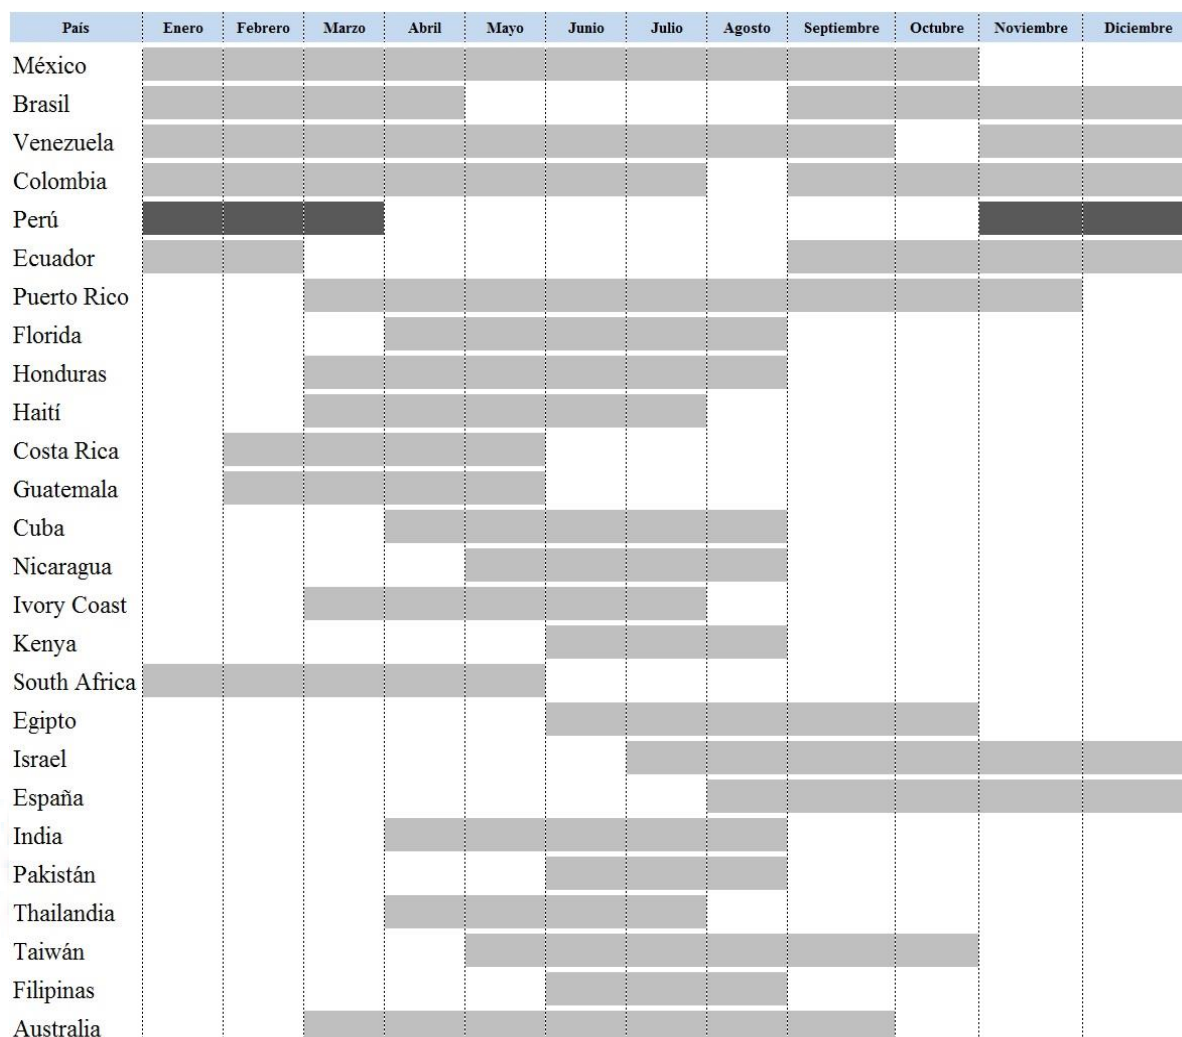 País Enero Febrero Marzo Abril Mayo Junio Julio Agosto Septiembre Octubre Noviembre Diciembre
México
Brasil
Venezuela
Colombia
Perú
Ecuador
Puerto Rico
Florida
Honduras
Haití
Costa Rica
Guatemala
Cuba
Nicaragua
Ivory Coast
Kenya
South Africa
Egipto
Israel
España
India
Pakistán
Thailandia
Taiwán
Filipinas
Australia